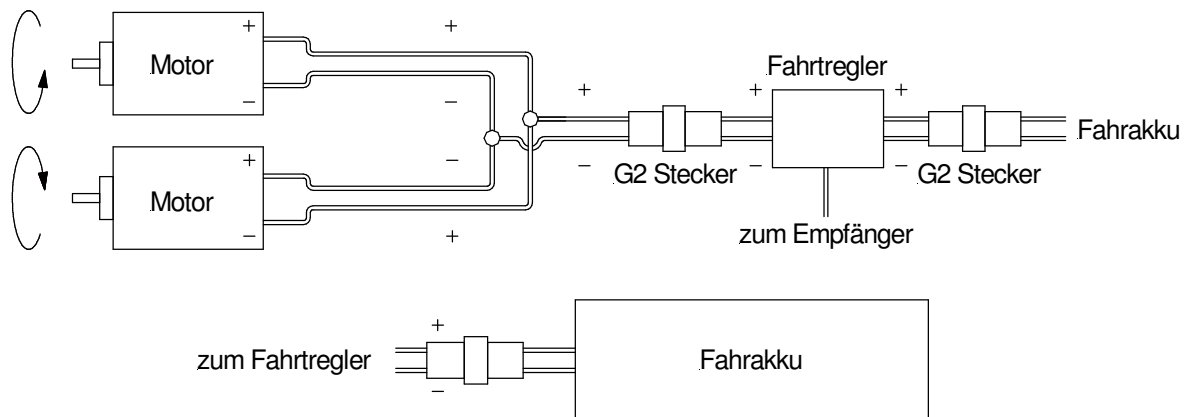 +
+
Motor
−
−
Fahrtregler
+
+
+
Fahrakku
+
−
−
−
−
Motor
G2 Stecker
G2 Stecker
−
+
zum Empfänger
+
zum Fahrtregler
Fahrakku
−